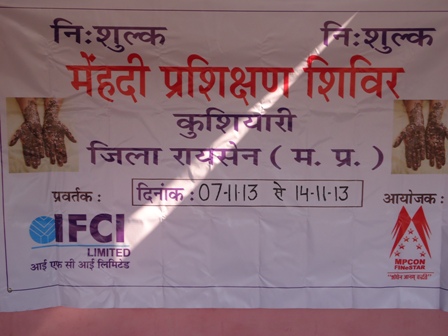 नि:शुल्क नि:शुल्क
मेंहदी प्रशिक्षण शिविर
कुशियारी
जिला रायसेन ( म. प्र. )
प्रवर्तक : दिनांक : 07-11-13 से 14-11-13 आयोजक :
IFCI
LIMITED
आई एफ सी आई लिमिटेड
MPCON
FINeSTAR